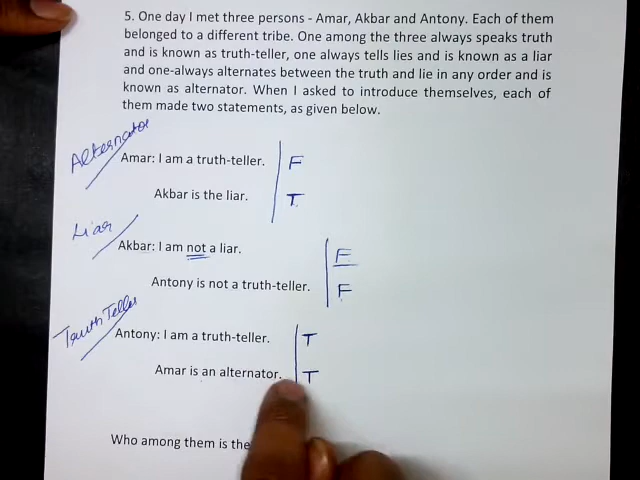 5. One day I met three persons - Amar, Akbar and Antony. Each of them
belonged to a different tribe. One among the three always speaks truth
and is known as truth-teller, one always tells lies and is known as a liar
and one-always alternates between the truth and lie in any order and is
known as alternator. When I asked to introduce themselves, each of
them made two statements, as given below.
Alternator
Amar: I am a truth-teller. F
Akbar is the liar. T
Liar
Akbar: I am not a liar. F
Antony is not a truth-teller. F
Truth Teller
Antony: I am a truth-teller. T
Amar is an alternator. T
Who among them is the